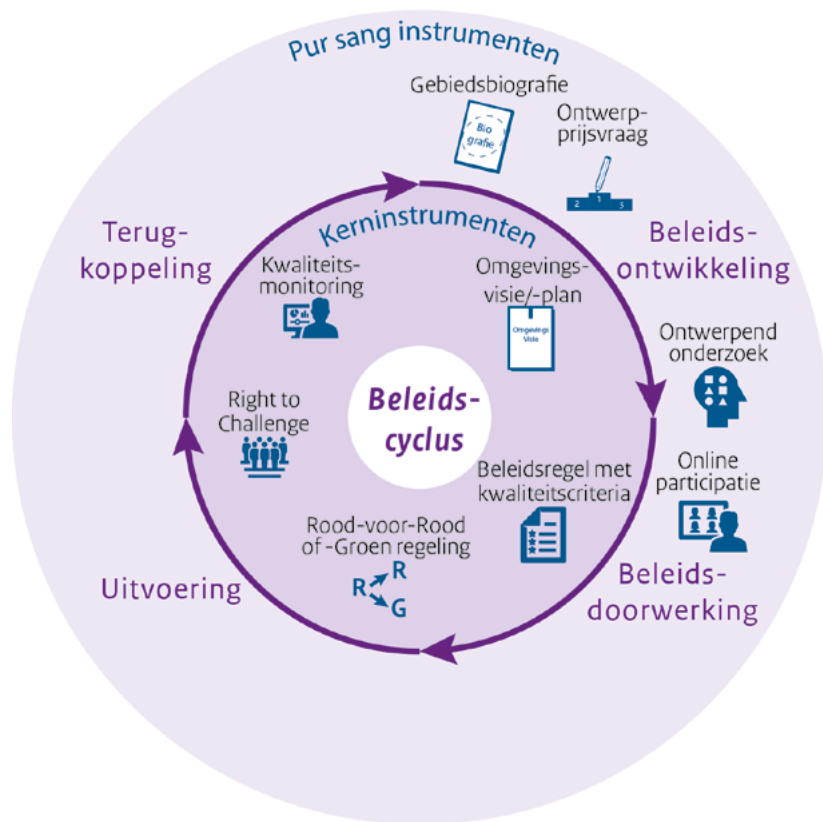 Pur sang instrumenten
Gebiedsbiografie
Bio
grafie
Ontwerp-
prijsvraag
2 1 3
Terug-
koppeling
Kerninstrumenten
Beleids-
ontwikkeling
Kwaliteits-
monitoring
Omgevings-
visie/-plan
Omgevings
Visie
Ontwerpend
onderzoek
Right to
Challenge
Beleids-
cyclus
Online
participatie
Beleidsregel met
kwaliteitscriteria
Rood-voor-Rood
of -Groen regeling
R R
G
Uitvoering
Beleids-
doorwerking